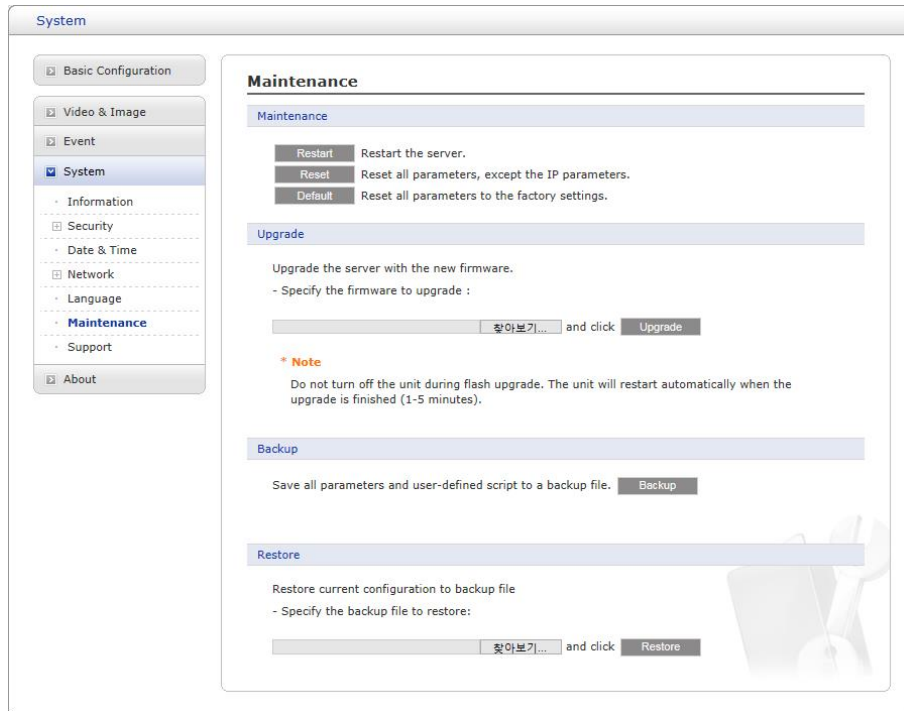 System
Basic Configuration
Video & Image
Event
System
Information
Security
Date & Time
Network
Language
Maintenance
Support
About
Maintenance
Maintenance
Restart Restart the server.
Reset Reset all parameters, except the IP parameters.
Default Reset all parameters to the factory settings.
Upgrade
Upgrade the server with the new firmware.
- Specify the firmware to upgrade :
찾아보기... and click Upgrade
* Note
Do not turn off the unit during flash upgrade. The unit will restart automatically when the
upgrade is finished (1-5 minutes).
Backup
Save all parameters and user-defined script to a backup file. Backup
Restore
Restore current configuration to backup file
- Specify the backup file to restore:
찾아보기... and click Restore